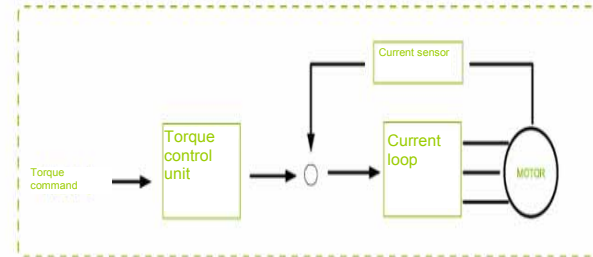 Current sensor
Torque
control
unit
Current
loop
Torque
command
MOTOR